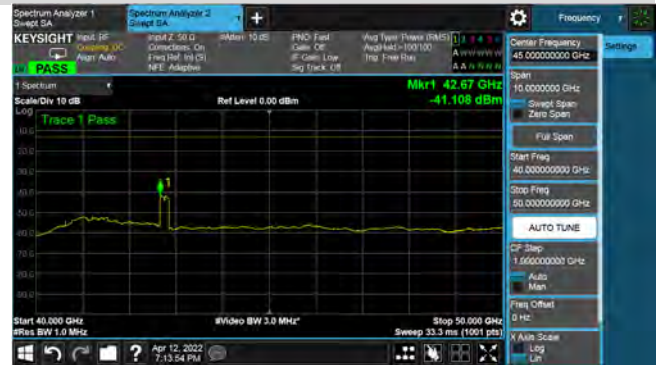 Spectrum Analyzer 1
Swept SA
Spectrum Analyzer 2
Swept SA
+
Frequency
KEYSIGHT
Input: RF
Coupling: DC
Align: Auto
Input Z: 50 Ω
Corrections: On
Freq Ref: Int (S)
NFE: Adaptive
#Atten: 10 dB
PNO: Fast
Gate: Off
IF Gain: Low
Sig Track: Off
Avg Type: Power (RMS)
Avg|Hold:>100/100
Trig: Free Run
PASS
1 Spectrum
Scale/Div 10 dB
Ref Level 0.00 dBm
Mkr1 42.67 GHz
-41.108 dBm
Log
Trace 1 Pass
1
Start 40.000 GHz
#Res BW 1.0 MHz
#Video BW 3.0 MHz*
Stop 50.000 GHz
Sweep 33.3 ms (1001 pts)
Apr 12, 2022
7:13:54 PM
Center Frequency
45.000000000 GHz
Settings
Span
10.0000000 GHz
Swept Span
Zero Span
Full Span
Start Freq
40.000000000 GHz
Stop Freq
50.000000000 GHz
AUTO TUNE
CF Step
1.000000000 GHz
Auto
Man
Freq Offset
0 Hz
X Axis Scale
Log
Lin